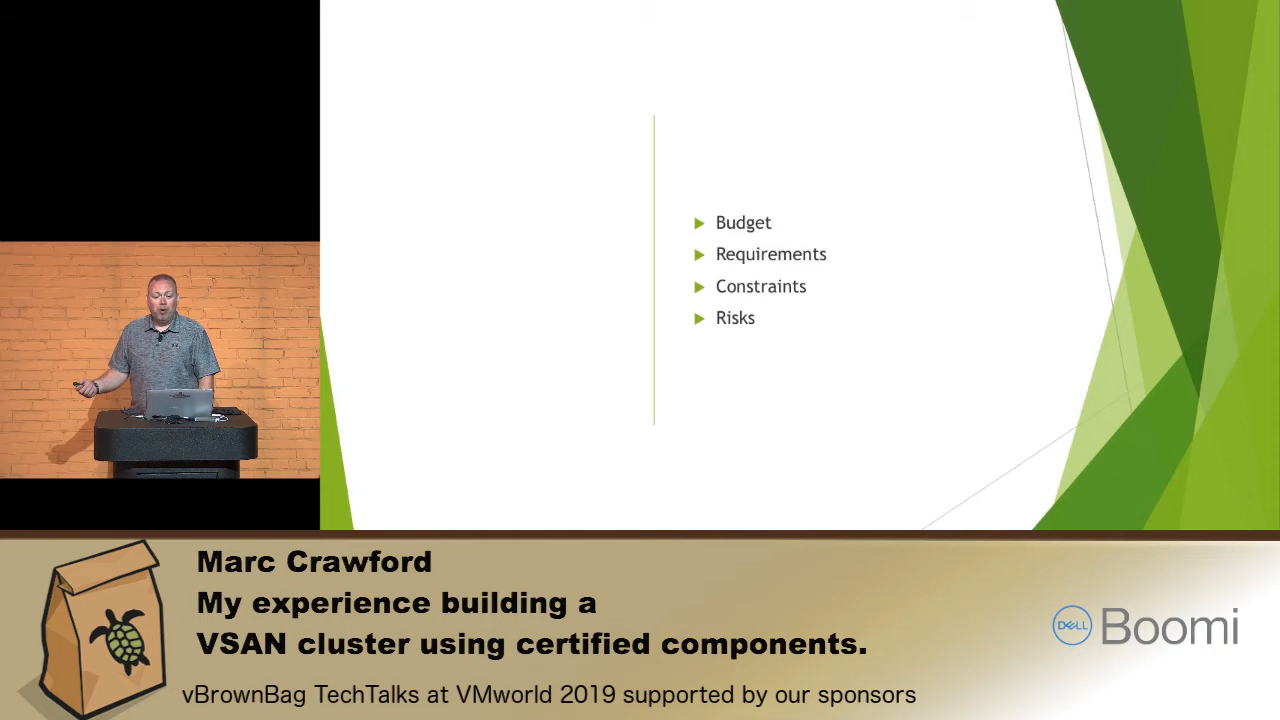 Budget
Requirements
Constraints
Risks
Marc Crawford
My experience building a
VSAN cluster using certified components.
DELL Boomi
vBrownBag TechTalks at VMworld 2019 supported by our sponsors